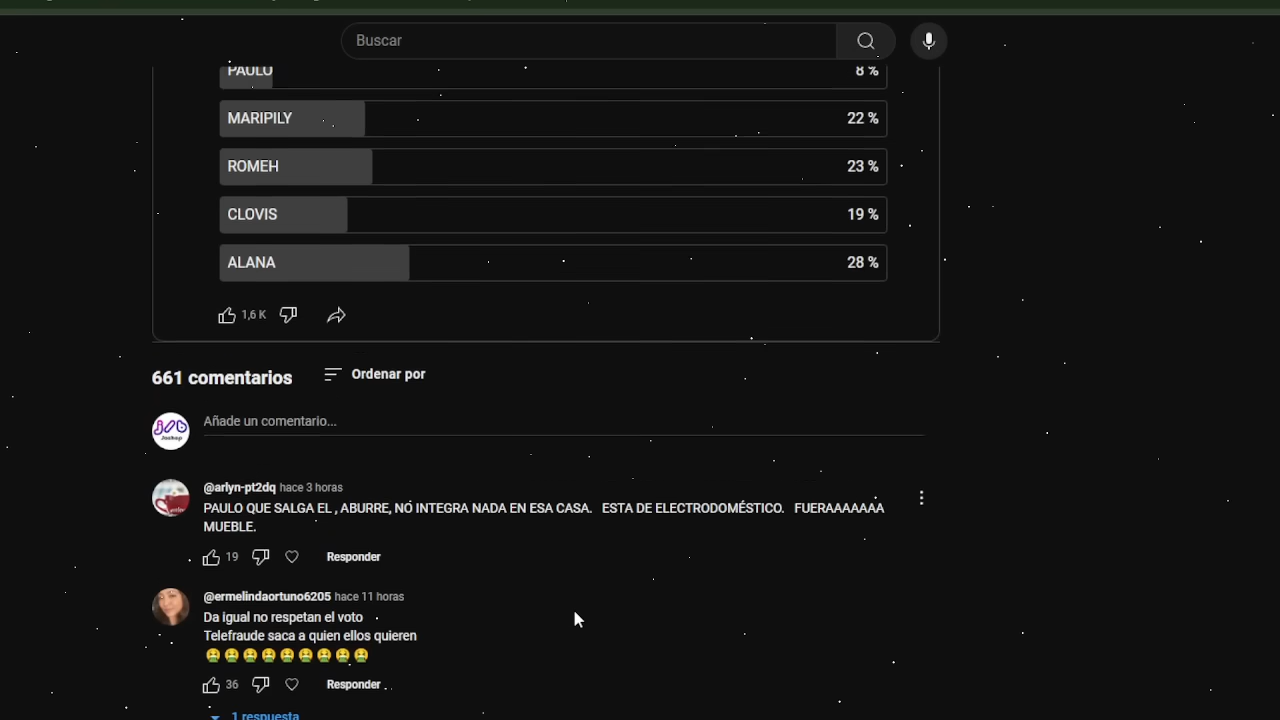 Buscar
PAULO 8 %
MARIPILY 22 %
ROMEH 23 %
CLOVIS 19 %
ALANA 28 %
1,6 K
661 comentarios Ordenar por
Añade un comentario...
@arlyn-pt2dq hace 3 horas
PAULO QUE SALGA EL , ABURRE, NO INTEGRA NADA EN ESA CASA. ESTA DE ELECTRODOMÉSTICO. FUERAAAAAAA
MUEBLE.
19 Responder
@ermelindaortuno6205 hace 11 horas
Da igual no respetan el voto
Telefraude saca a quien ellos quieren
🤮🤮🤮🤮🤮🤮🤮🤮🤮
36 Responder
1 respuesta